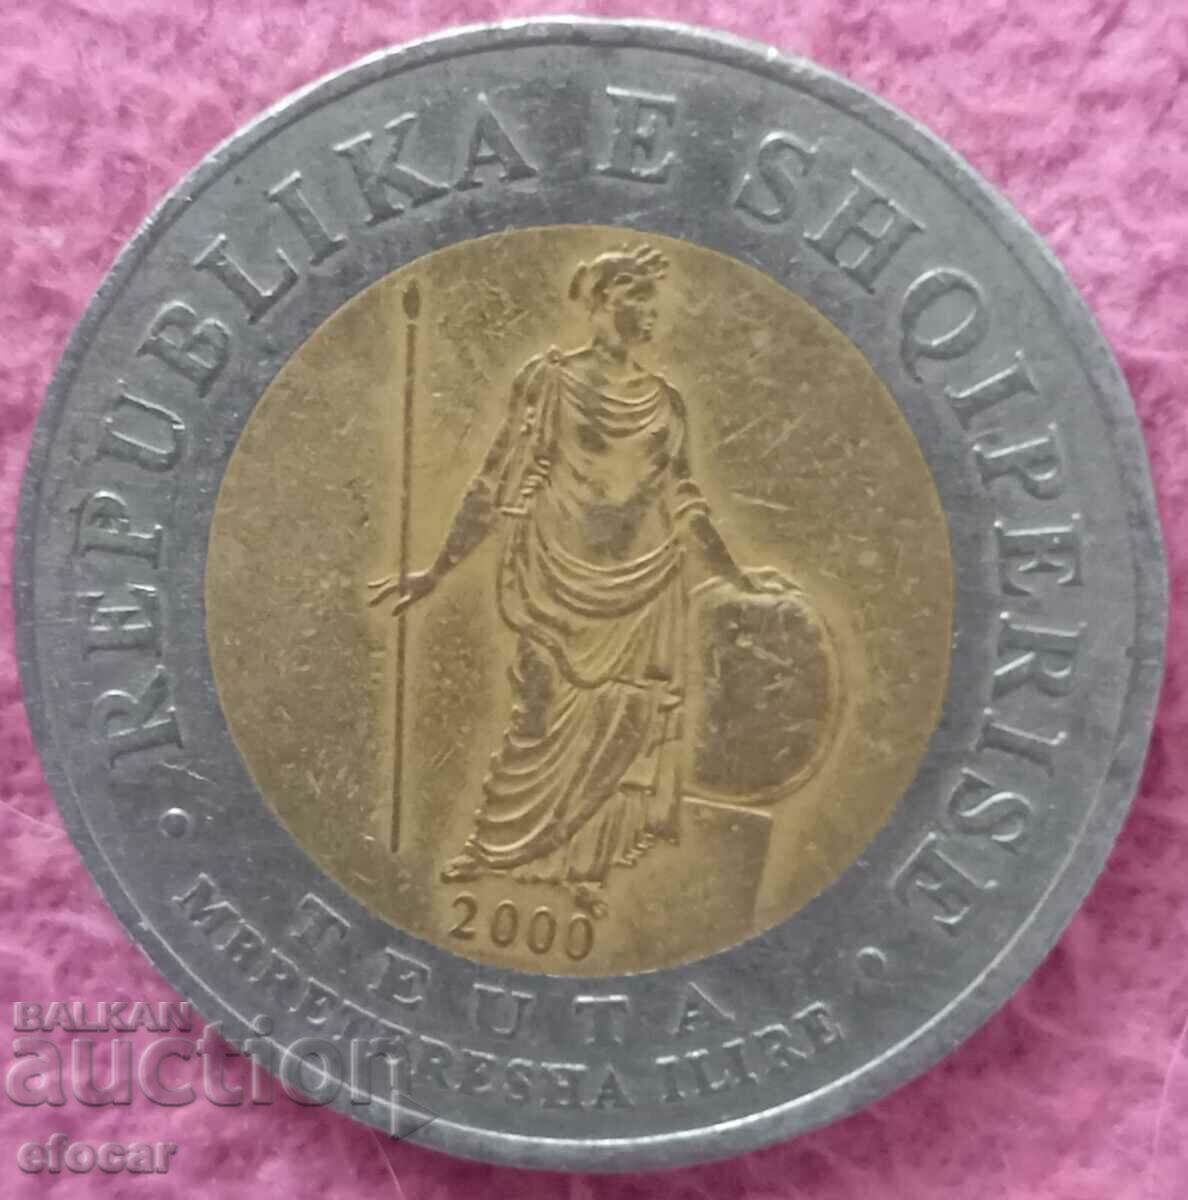 REPUBLIKA E SHQIPERISE
2000
TEUTA
MBRETERESHA ILIRE
BALKAN
auction
efocar